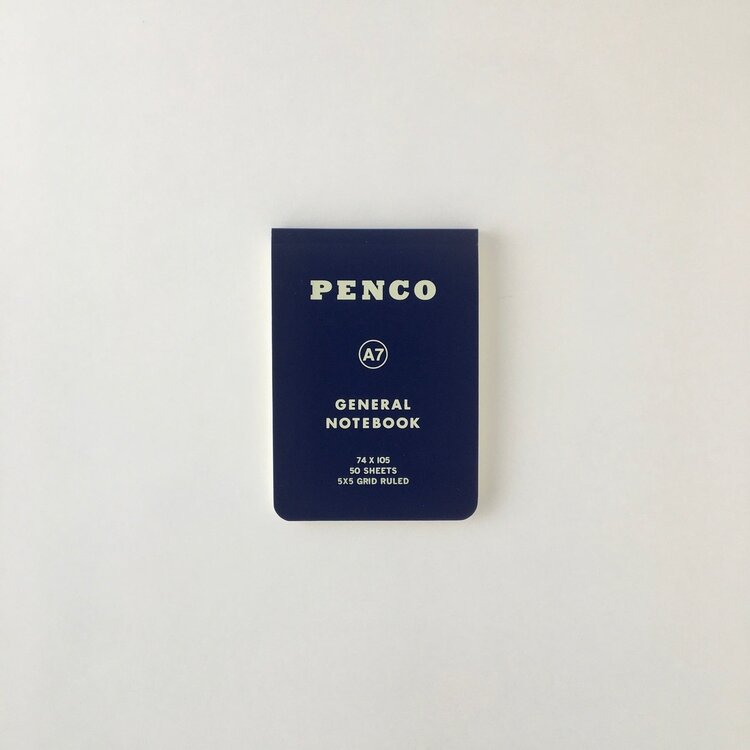 PENCO
A7
GENERAL
NOTEBOOK
74 X 105
50 SHEETS
5X5 GRID RULED